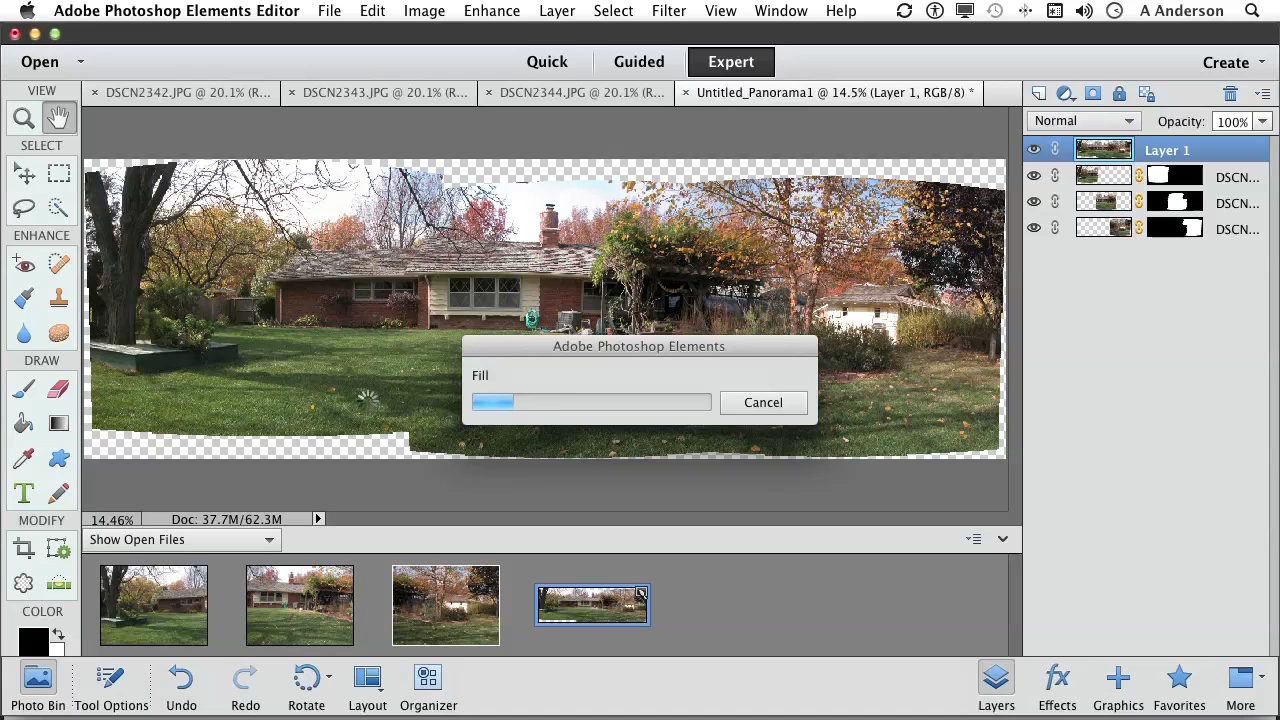 Adobe Photoshop Elements Editor File Edit Image Enhance Layer Select Filter View Window Help A Anderson
Open Quick Guided Expert Create
VIEW
× DSCN2342.JPG @ 20.1% (R... × DSCN2343.JPG @ 20.1% (R... × DSCN2344.JPG @ 20.1% (R... × Untitled_Panorama1 @ 14.5% (Layer 1, RGB/8) *
Normal Opacity: 100%
SELECT
Layer 1
DSCN...
DSCN...
DSCN...
ENHANCE
Adobe Photoshop Elements
Fill
Cancel
DRAW
MODIFY
14.46% Doc: 37.7M/62.3M
Show Open Files
COLOR
Photo Bin Tool Options Undo Redo Rotate Layout Organizer Layers Effects Graphics Favorites More